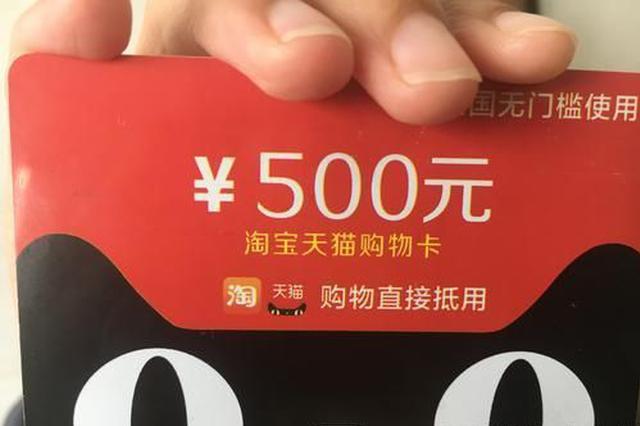 国无门槛使用
￥500元
淘宝天猫购物卡
淘 天猫 购物直接抵用